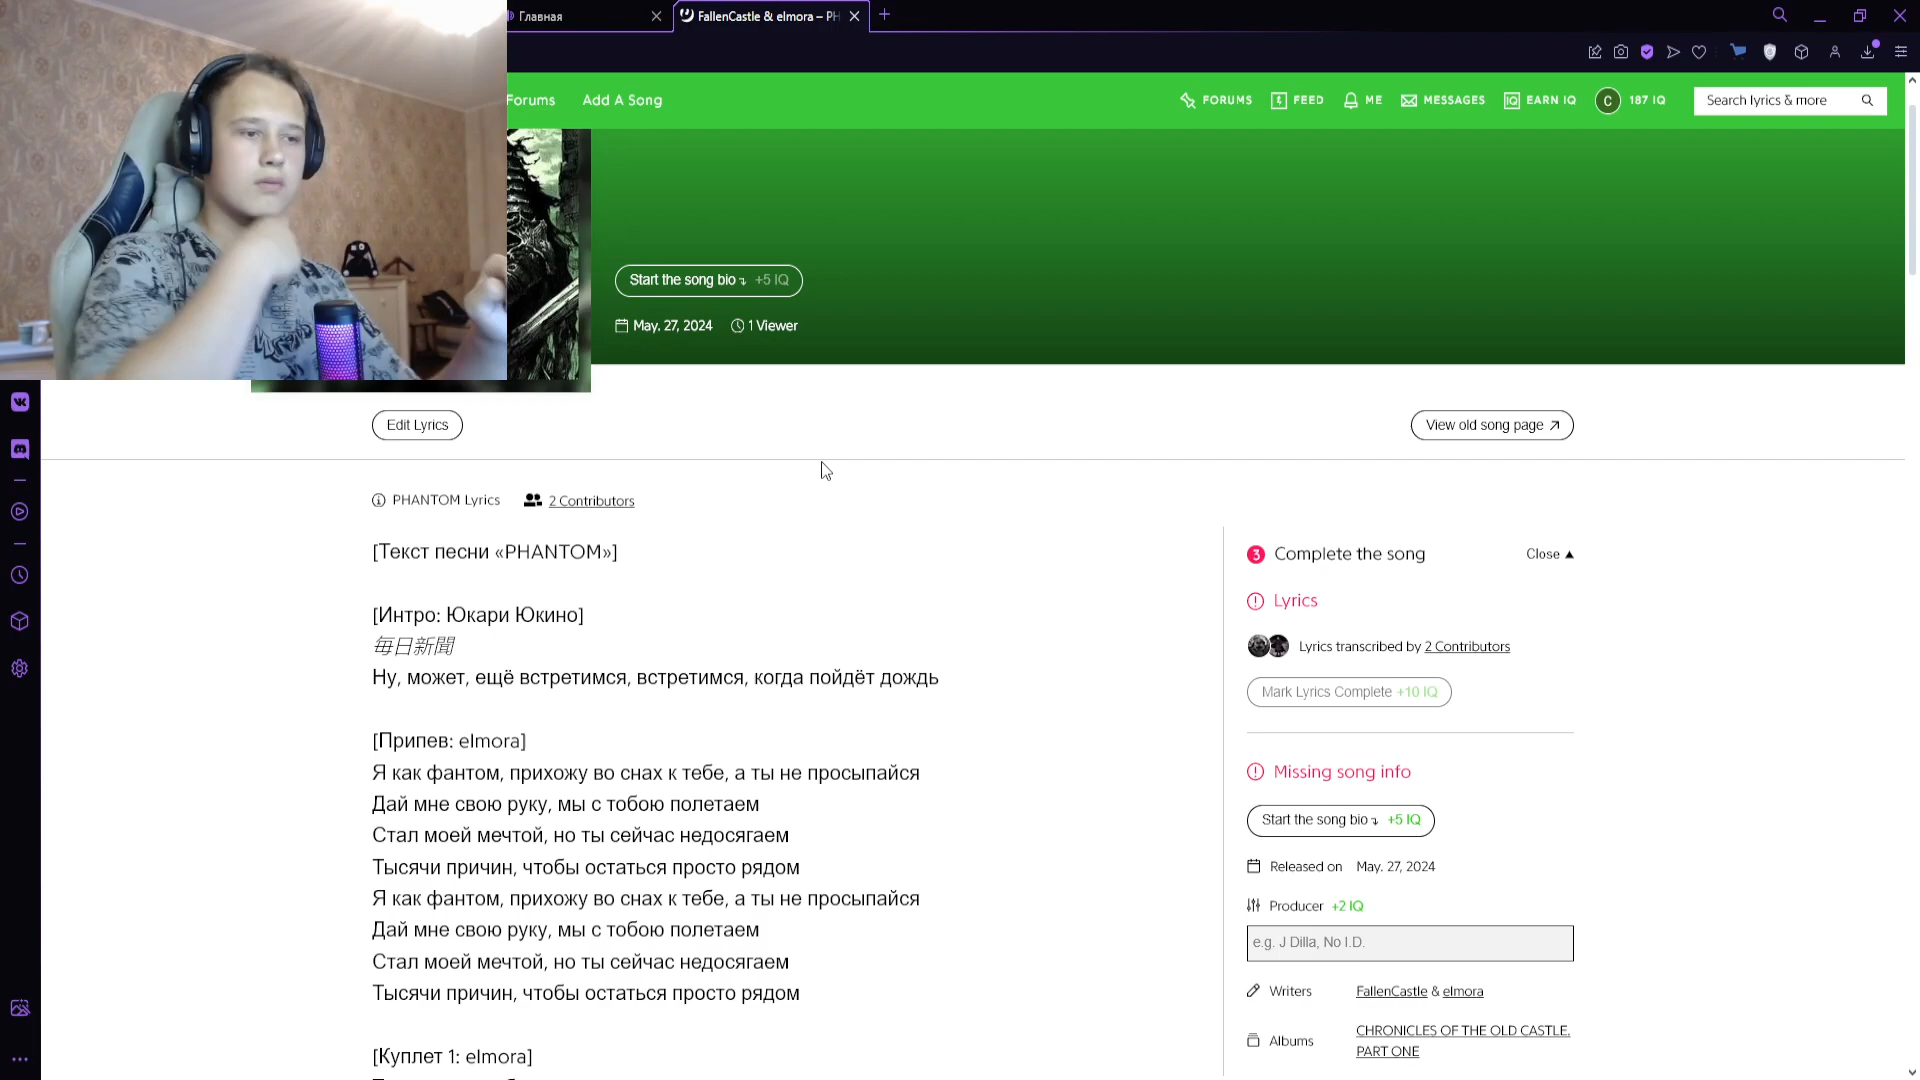 Главная
FallenCastle & elmora – PH
Forums
Add A Song
FORUMS
FEED
ME
MESSAGES
EARN IQ
C
187 IQ
Search lyrics & more
Start the song bio +5 IQ
May. 27, 2024
1 Viewer
Edit Lyrics
View old song page
PHANTOM Lyrics
2 Contributors
[Текст песни «PHANTOM»]
[Интро: Юкари Юкино]
毎日新聞
Ну, может, ещё встретимся, встретимся, когда пойдёт дождь
[Припев: elmora]
Я как фантом, прихожу во снах к тебе, а ты не просыпайся
Дай мне свою руку, мы с тобою полетаем
Стал моей мечтой, но ты сейчас недосягаем
Тысячи причин, чтобы остаться просто рядом
Я как фантом, прихожу во снах к тебе, а ты не просыпайся
Дай мне свою руку, мы с тобою полетаем
Стал моей мечтой, но ты сейчас недосягаем
Тысячи причин, чтобы остаться просто рядом
[Куплет 1: elmora]
3 Complete the song
Close
Lyrics
Lyrics transcribed by 2 Contributors
Mark Lyrics Complete +10 IQ
Missing song info
Start the song bio +5 IQ
Released on May. 27, 2024
Producer +2 IQ
e.g. J Dilla, No I.D.
Writers FallenCastle & elmora
Albums CHRONICLES OF THE OLD CASTLE.
PART ONE